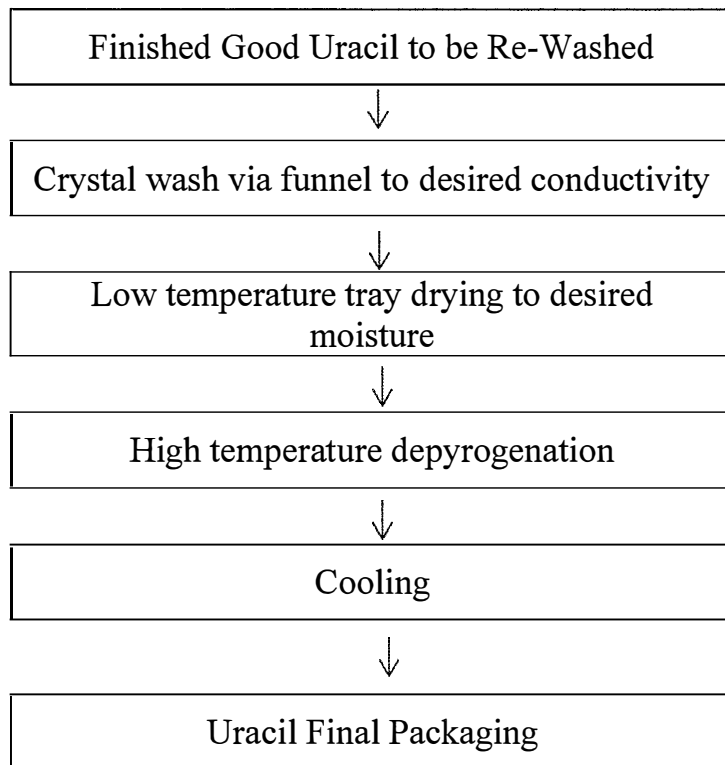 Finished Good Uracil to be Re-Washed
Crystal wash via funnel to desired conductivity
Low temperature tray drying to desired
moisture
High temperature depyrogenation
Cooling
Uracil Final Packaging